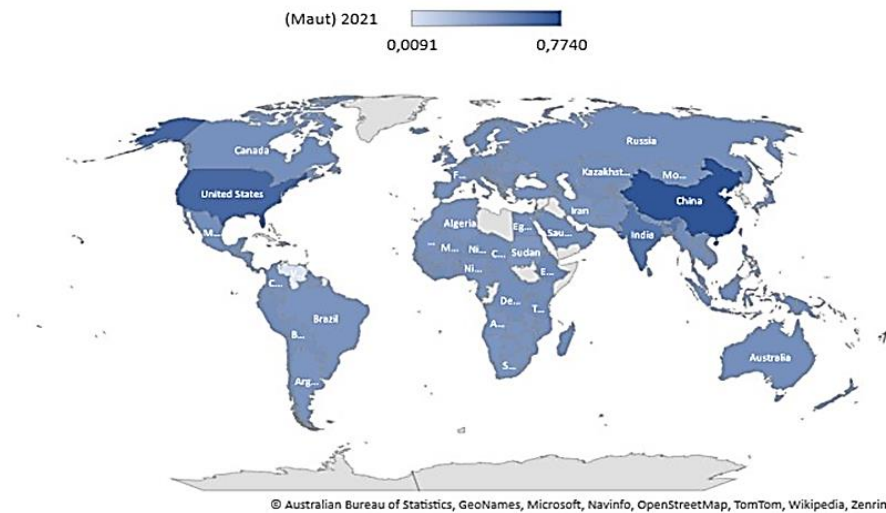 (Maut) 2021
0,0091 0,7740
Russia
Canada
F...
Kazakhst...
Mo...
United States
China
Iran
Algeria
Eg...
M...
Sau...
India
M...
Ni...
C...
Sudan
Ni...
E...
C...
De...
T...
Brazil
A...
B...
Australia
S...
Arg...
© Australian Bureau of Statistics, GeoNames, Microsoft, Navinfo, OpenStreetMap, TomTom, Wikipedia, Zenrin